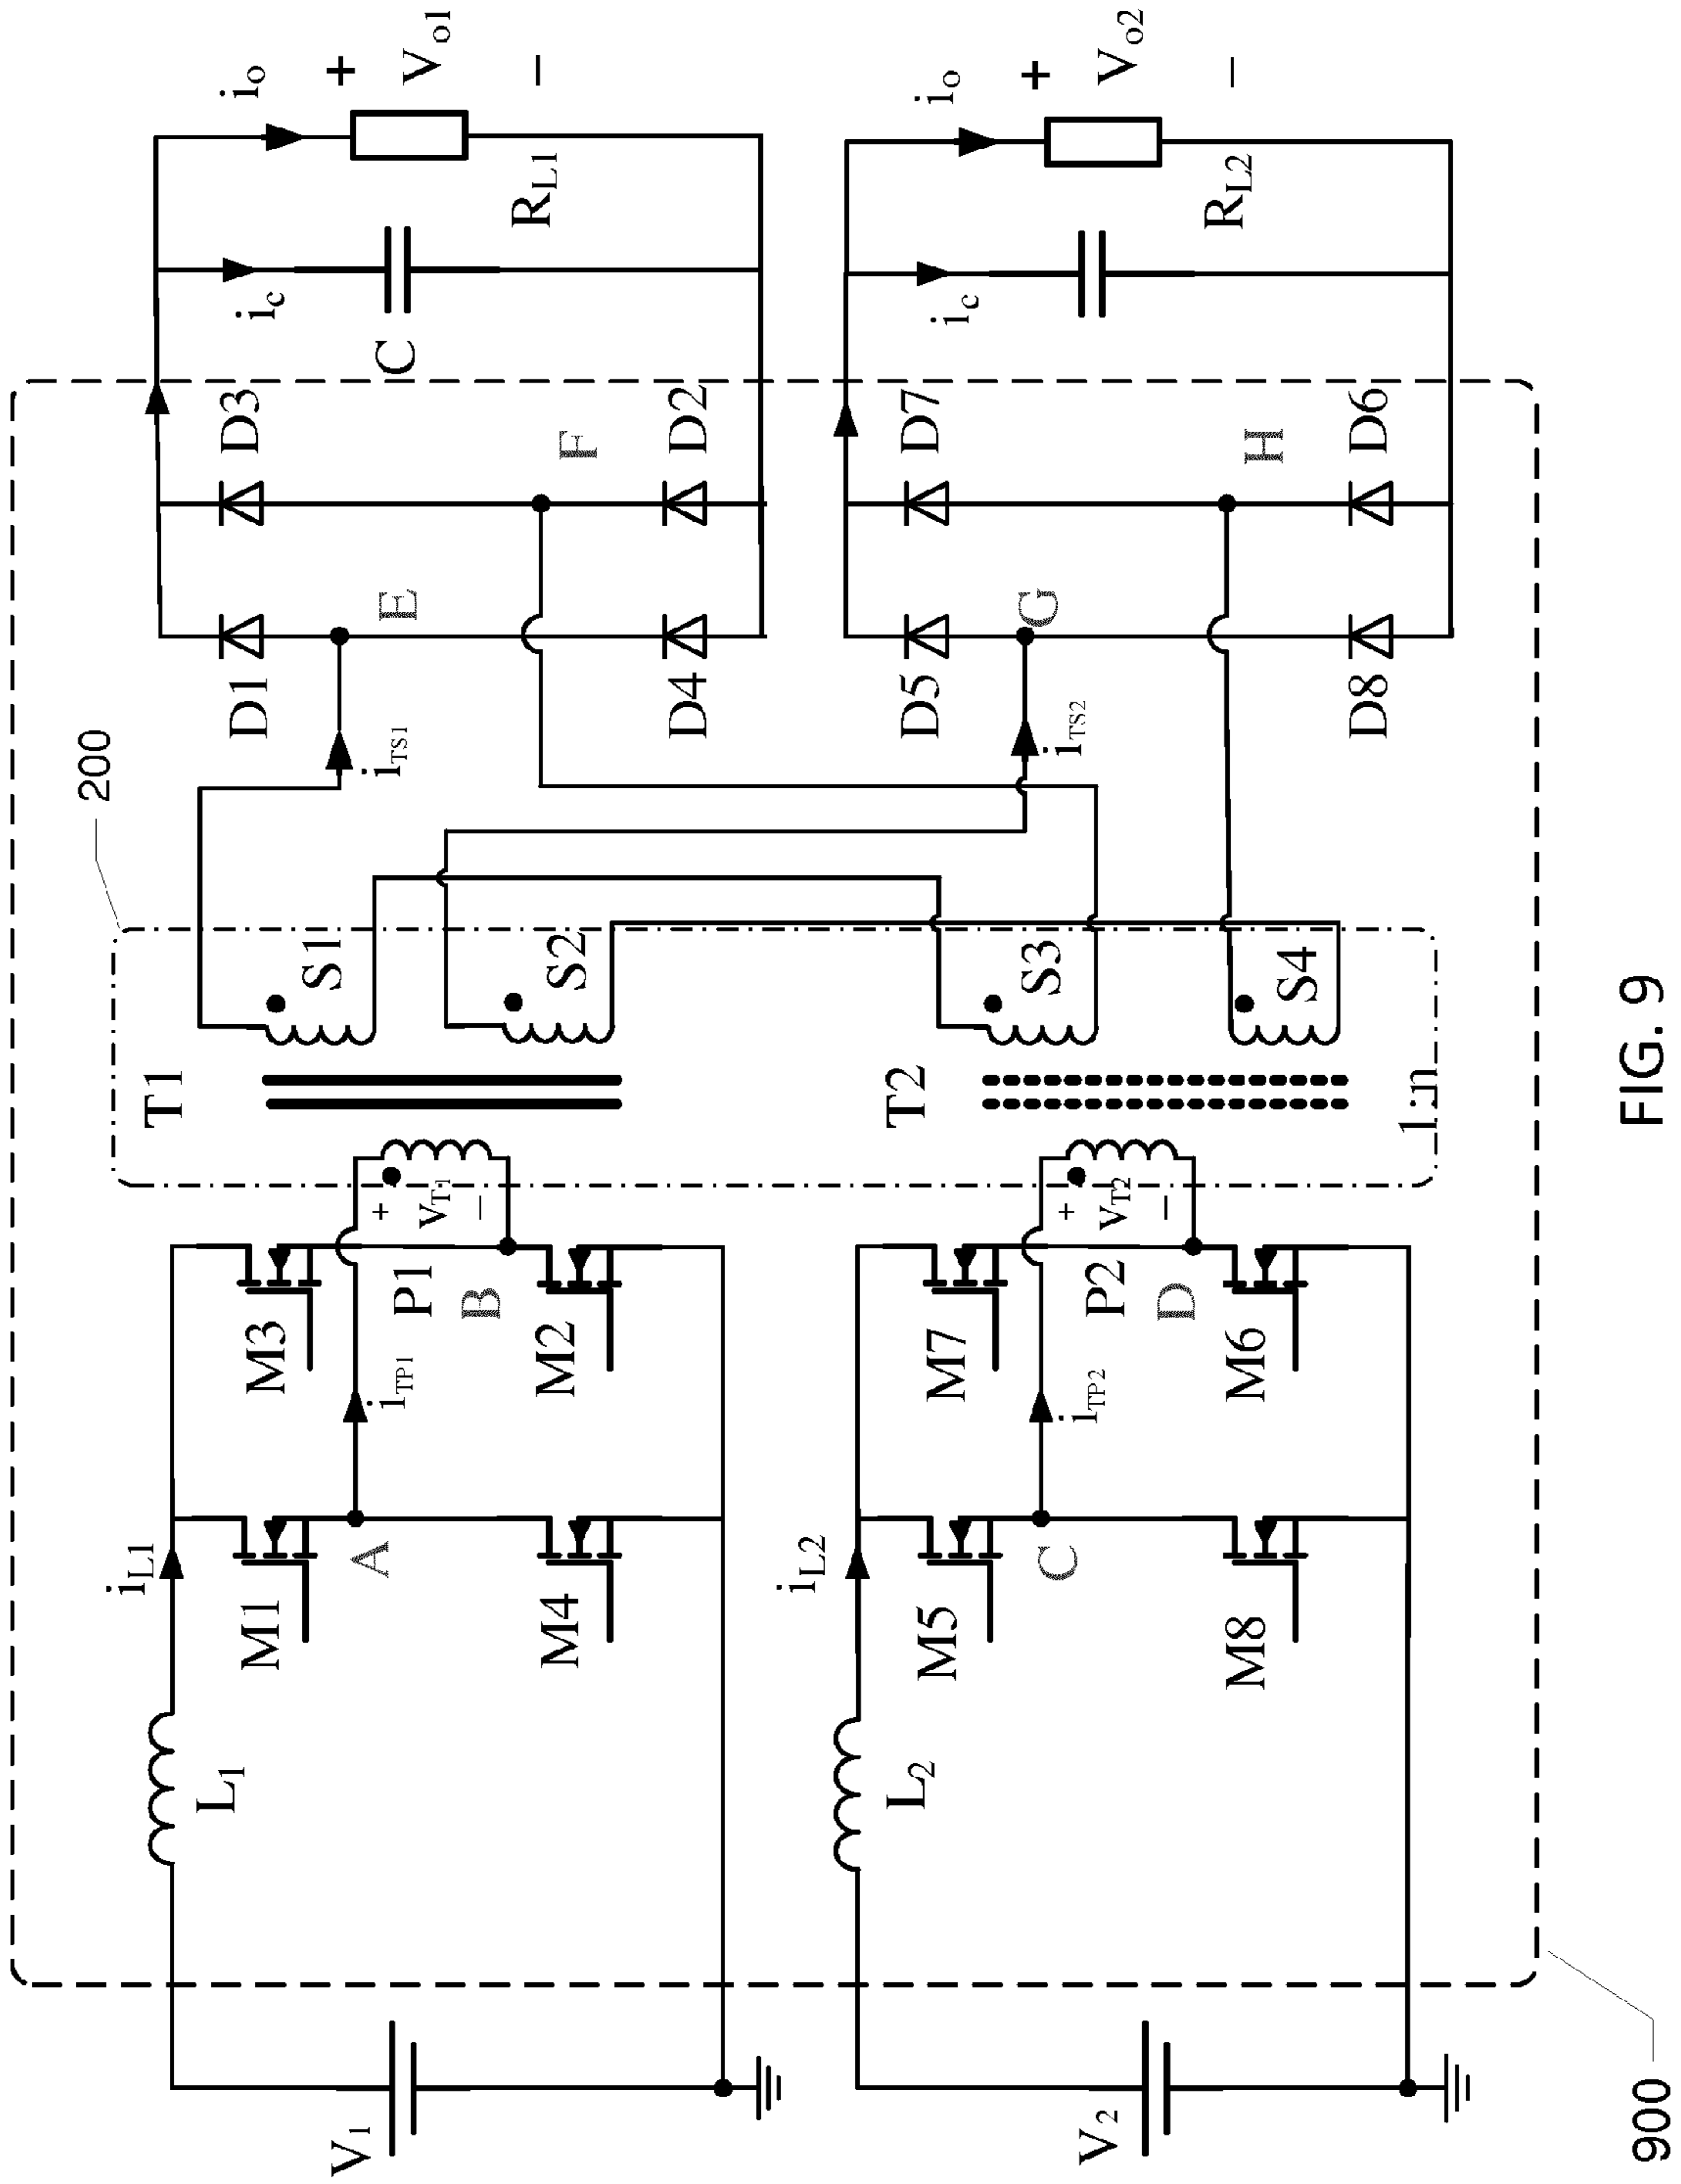 200
900
V1
L1
iL1
M1
M3
M4
M2
A
B
iTP1
P1
+
vT1
−
T1
S1
S2
iTS1
D1
D3
E
F
D4
D2
ic
C
io
+
Vo1
−
RL1
V2
L2
iL2
M5
M7
M8
M6
C
D
iTP2
P2
+
vT2
−
T2
1:n
S3
S4
iTS2
D5
D7
G
H
D8
D6
ic
io
+
Vo2
−
RL2
FIG. 9